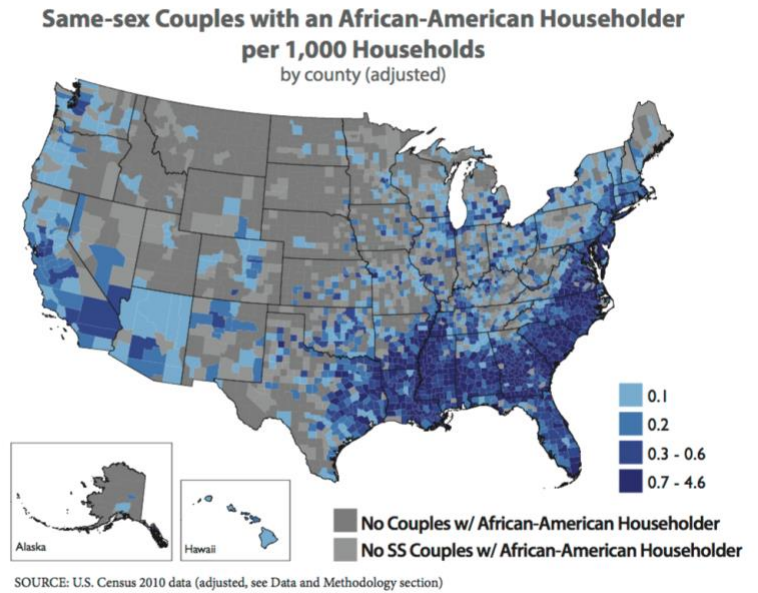 Same-sex Couples with an African-American Householder
per 1,000 Households
by county (adjusted)
0.1
0.2
0.3 - 0.6
0.7 - 4.6
Alaska
Hawaii
No Couples w/ African-American Householder
No SS Couples w/ African-American Householder
SOURCE: U.S. Census 2010 data (adjusted, see Data and Methodology section)